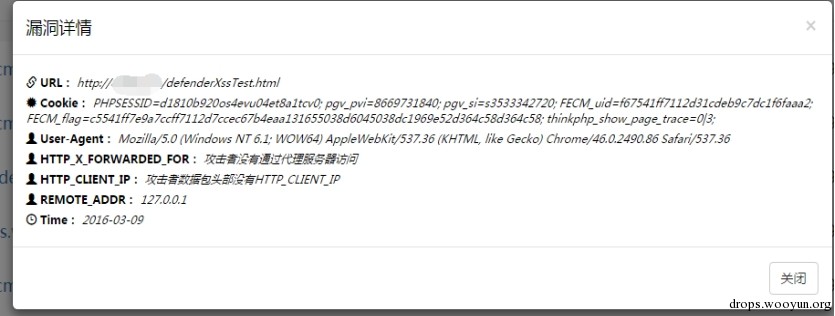 漏洞详情
×
URL： http://      /defenderXssTest.html
Cookie： PHPSESSID=d1810b920os4evu04et8a1tcv0; pgv_pvi=8669731840; pgv_si=s3533342720; FECM_uid=f67541ff7112d31cdeb9c7dc1f6faaa2;
FECM_flag=c5541ff7e9a7ccff7112d7ccec67b4eaa131655038d6045038dc1969e52d364c58d364c58; thinkphp_show_page_trace=0|3;
User-Agent： Mozilla/5.0 (Windows NT 6.1; WOW64) AppleWebKit/537.36 (KHTML, like Gecko) Chrome/46.0.2490.86 Safari/537.36
HTTP_X_FORWARDED_FOR： 攻击者没有通过代理服务器访问
HTTP_CLIENT_IP： 攻击者数据包头部没有HTTP_CLIENT_IP
REMOTE_ADDR： 127.0.0.1
Time： 2016-03-09
关闭
drops.wooyun.org